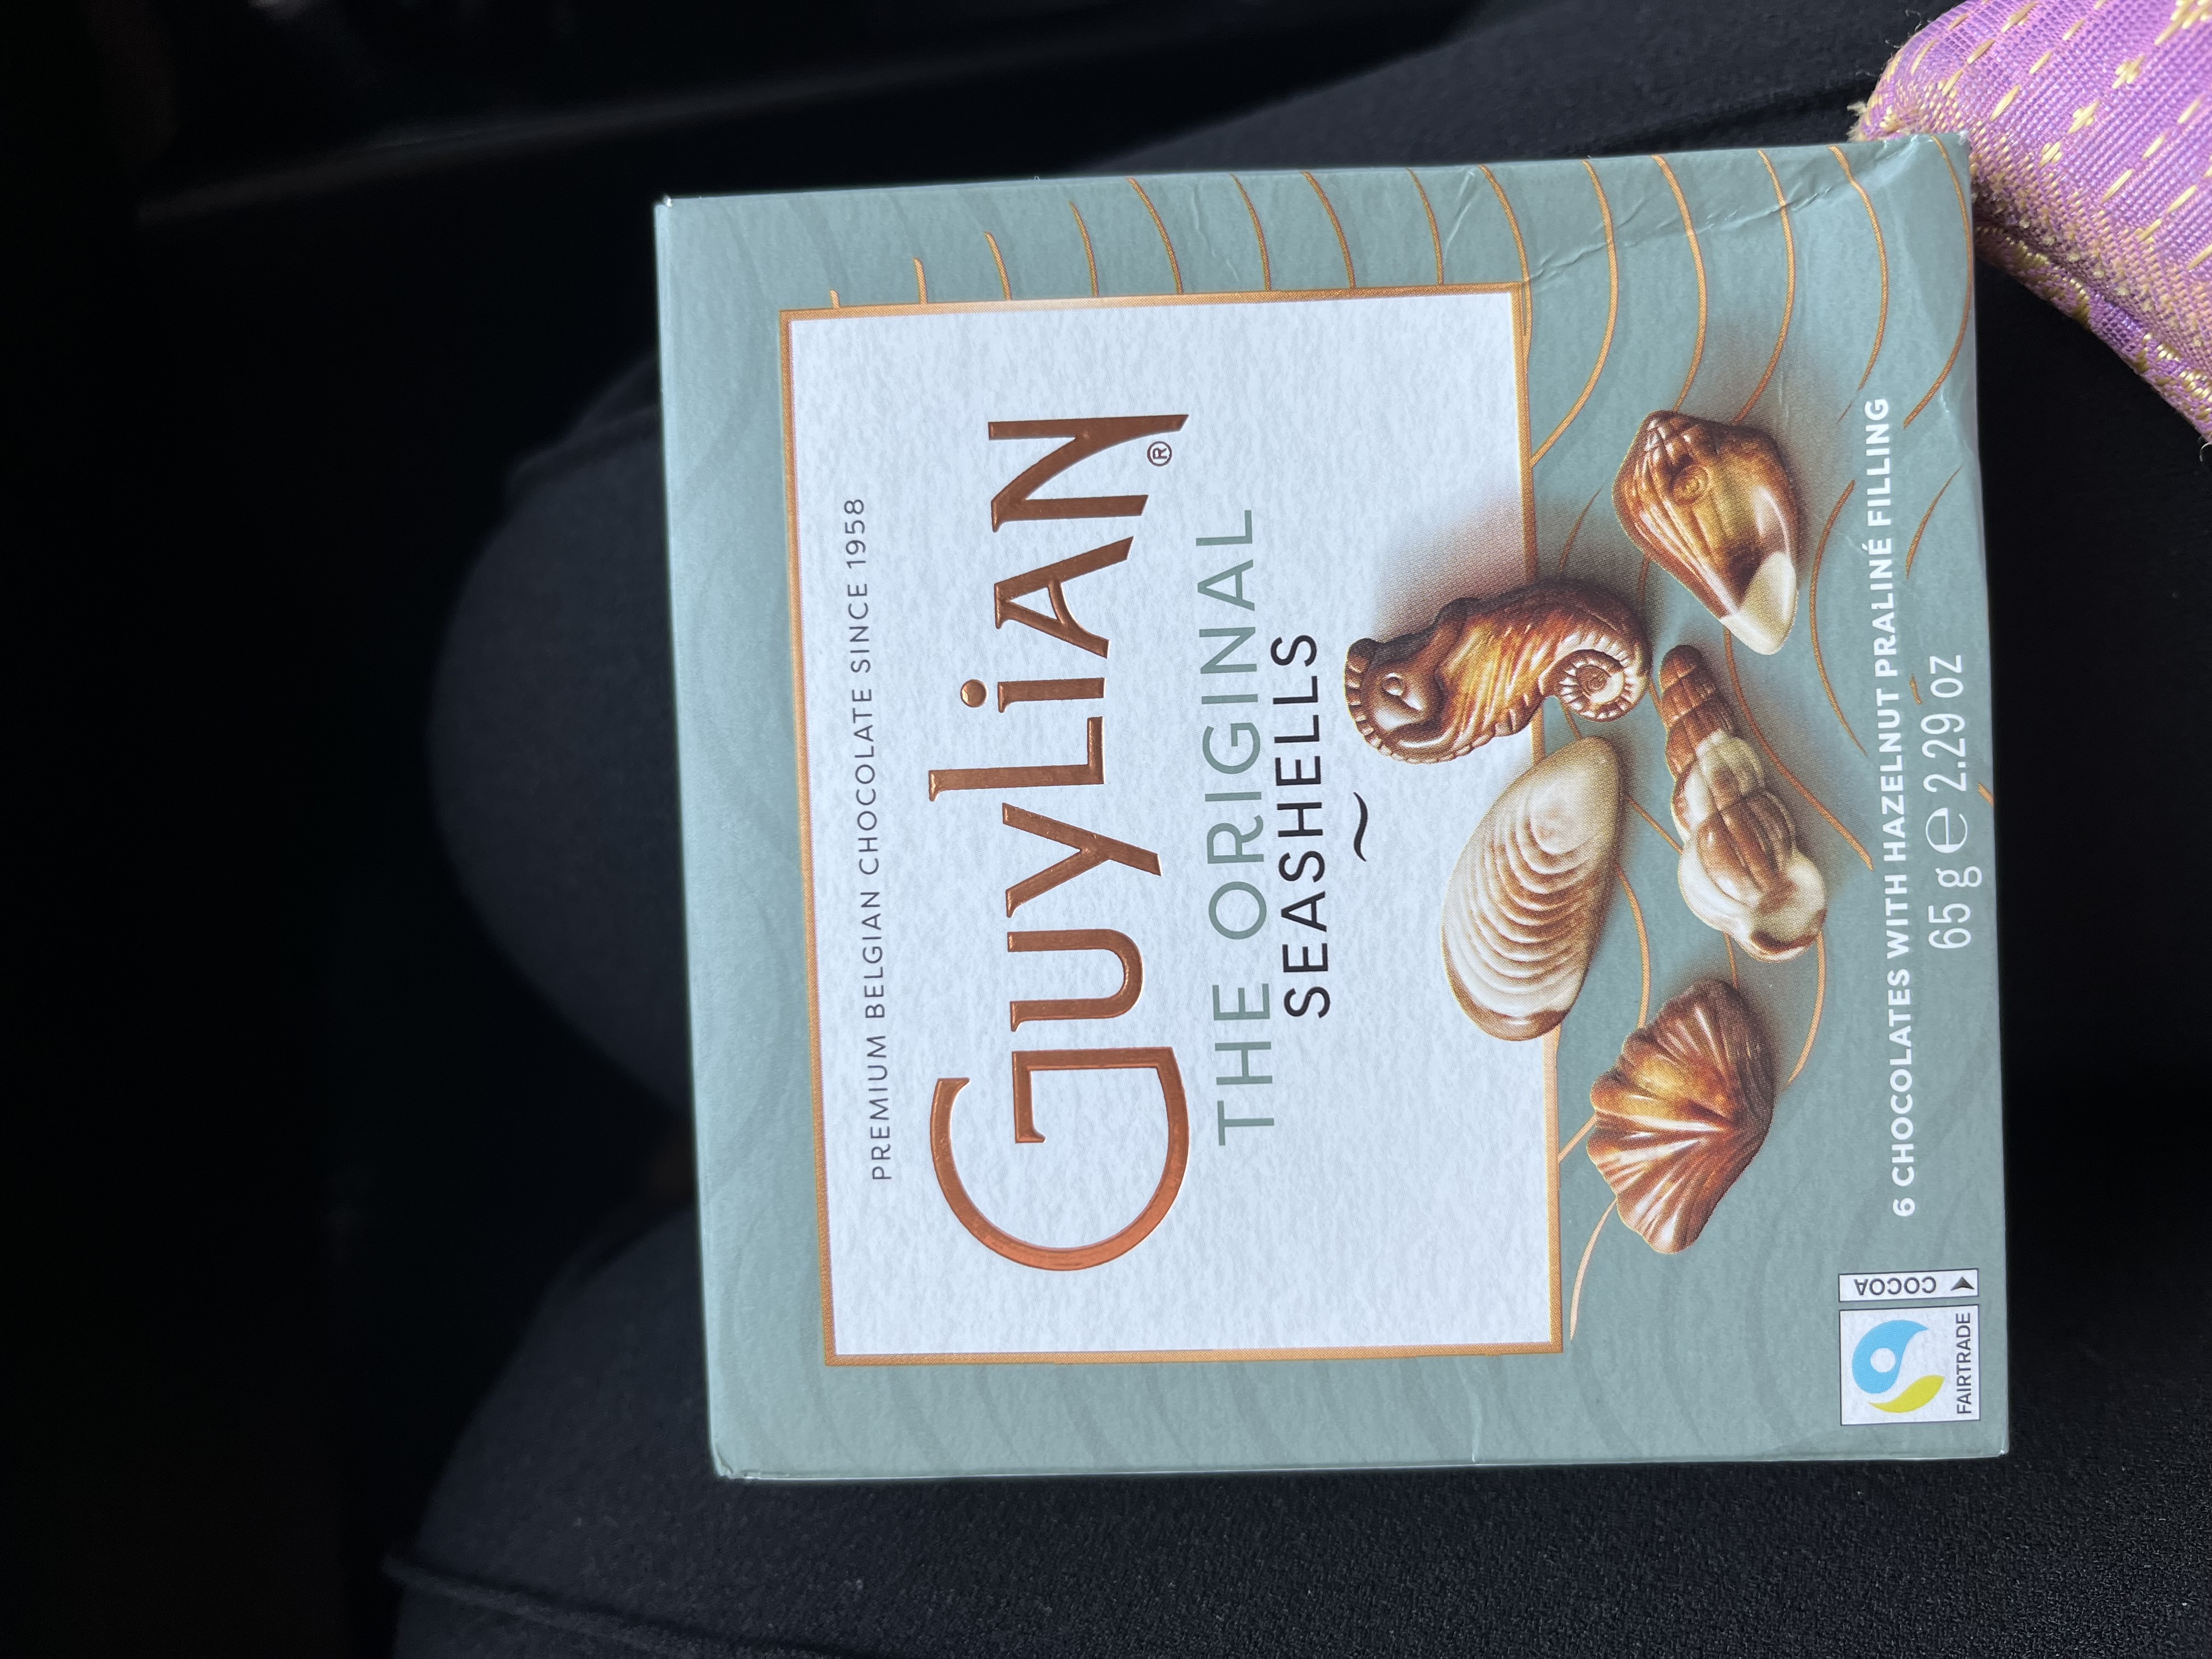 PREMIUM BELGIAN CHOCOLATE SINCE 1958
GUYLiAN®
THE ORIGINAL
SEASHELLS
6 CHOCOLATES WITH HAZELNUT PRALINÉ FILLING
65 g ℮ 2.29 OZ
FAIRTRADE
COCOA